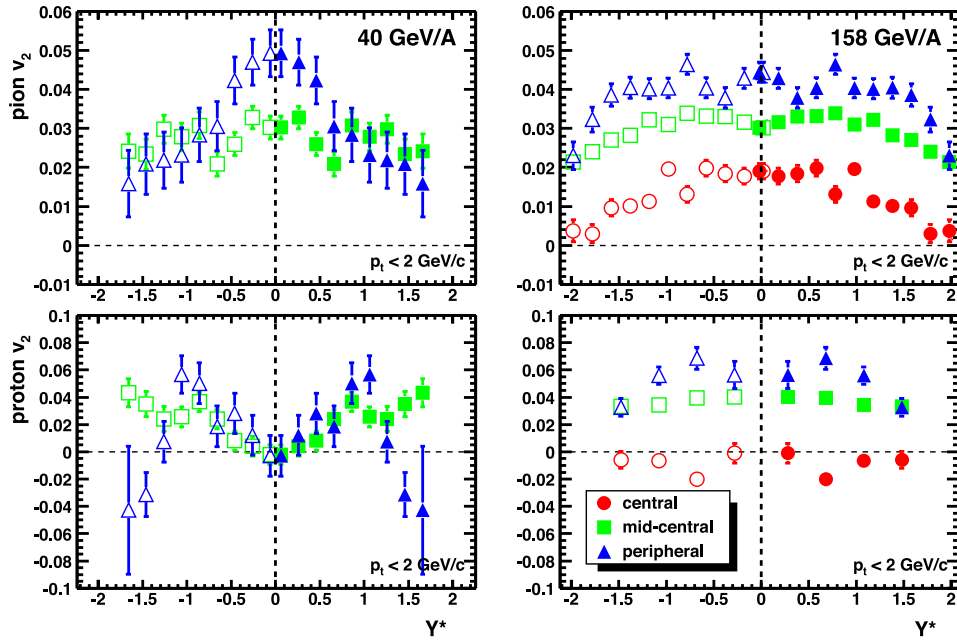 40 GeV/A
pion v2
0.06
0.05
0.04
0.03
0.02
0.01
0
-0.01
pt < 2 GeV/c
-2 -1.5 -1 -0.5 0 0.5 1 1.5 2
158 GeV/A
0.06
0.05
0.04
0.03
0.02
0.01
0
-0.01
pt < 2 GeV/c
-2 -1.5 -1 -0.5 0 0.5 1 1.5 2
proton v2
0.1
0.08
0.06
0.04
0.02
0
-0.02
-0.04
-0.06
-0.08
-0.1
pt < 2 GeV/c
-2 -1.5 -1 -0.5 0 0.5 1 1.5 2
Y*
0.1
0.08
0.06
0.04
0.02
0
-0.02
-0.04
-0.06
-0.08
-0.1
central
mid-central
peripheral
pt < 2 GeV/c
-2 -1.5 -1 -0.5 0 0.5 1 1.5 2
Y*